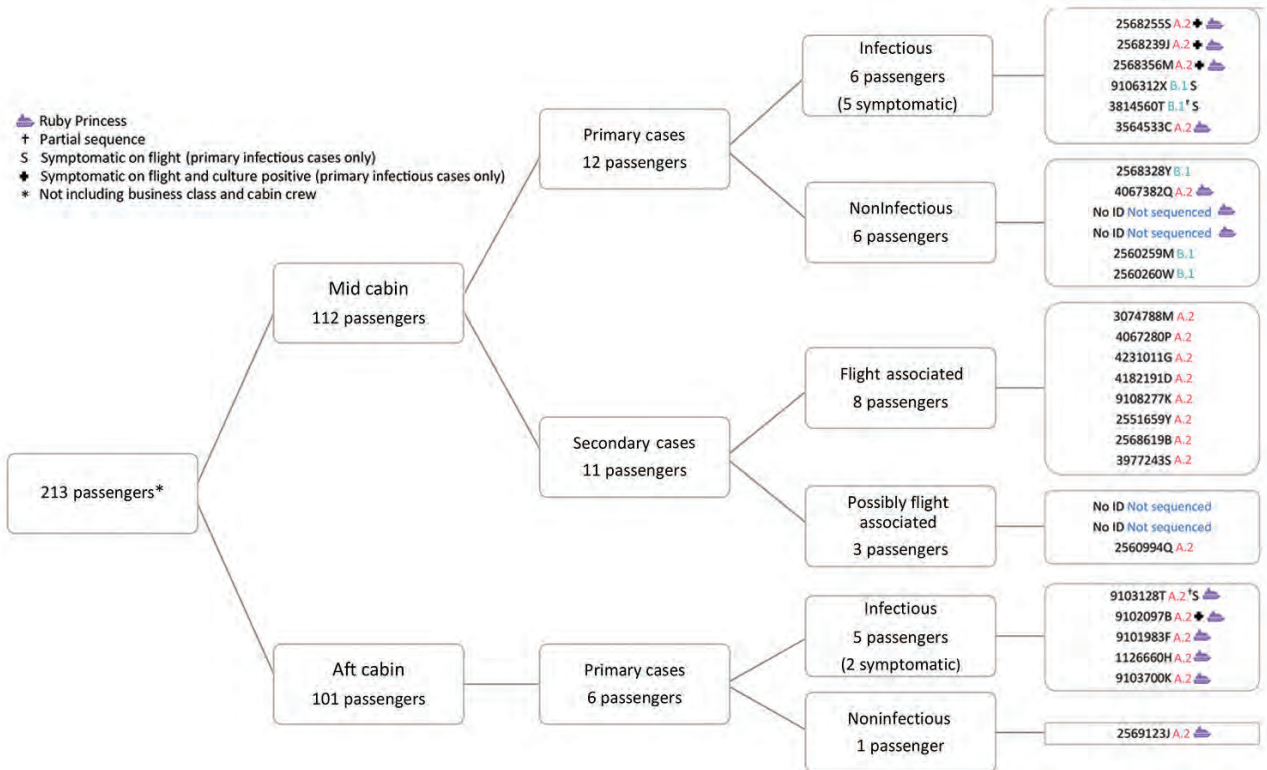 Ruby Princess
† Partial sequence
S Symptomatic on flight (primary infectious cases only)
✚ Symptomatic on flight and culture positive (primary infectious cases only)
* Not including business class and cabin crew
213 passengers*
Mid cabin
112 passengers
Aft cabin
101 passengers
Primary cases
12 passengers
Secondary cases
11 passengers
Primary cases
6 passengers
Infectious
6 passengers
(5 symptomatic)
NonInfectious
6 passengers
Flight associated
8 passengers
Possibly flight
associated
3 passengers
Infectious
5 passengers
(2 symptomatic)
Noninfectious
1 passenger
2568255S A.2 ✚
2568239J A.2 ✚
2568356M A.2 ✚
9106312X B.1 S
3814560T B.1† S
3564533C A.2
2568328Y B.1
4067382Q A.2
No ID Not sequenced
No ID Not sequenced
2560259M B.1
2560260W B.1
3074788M A.2
4067280P A.2
4231011G A.2
4182191D A.2
9108277K A.2
2551659Y A.2
2568619B A.2
3977243S A.2
No ID Not sequenced
No ID Not sequenced
2560994Q A.2
9103128T A.2†S
9102097B A.2 ✚
9101983F A.2
1126660H A.2
9103700K A.2
2569123J A.2